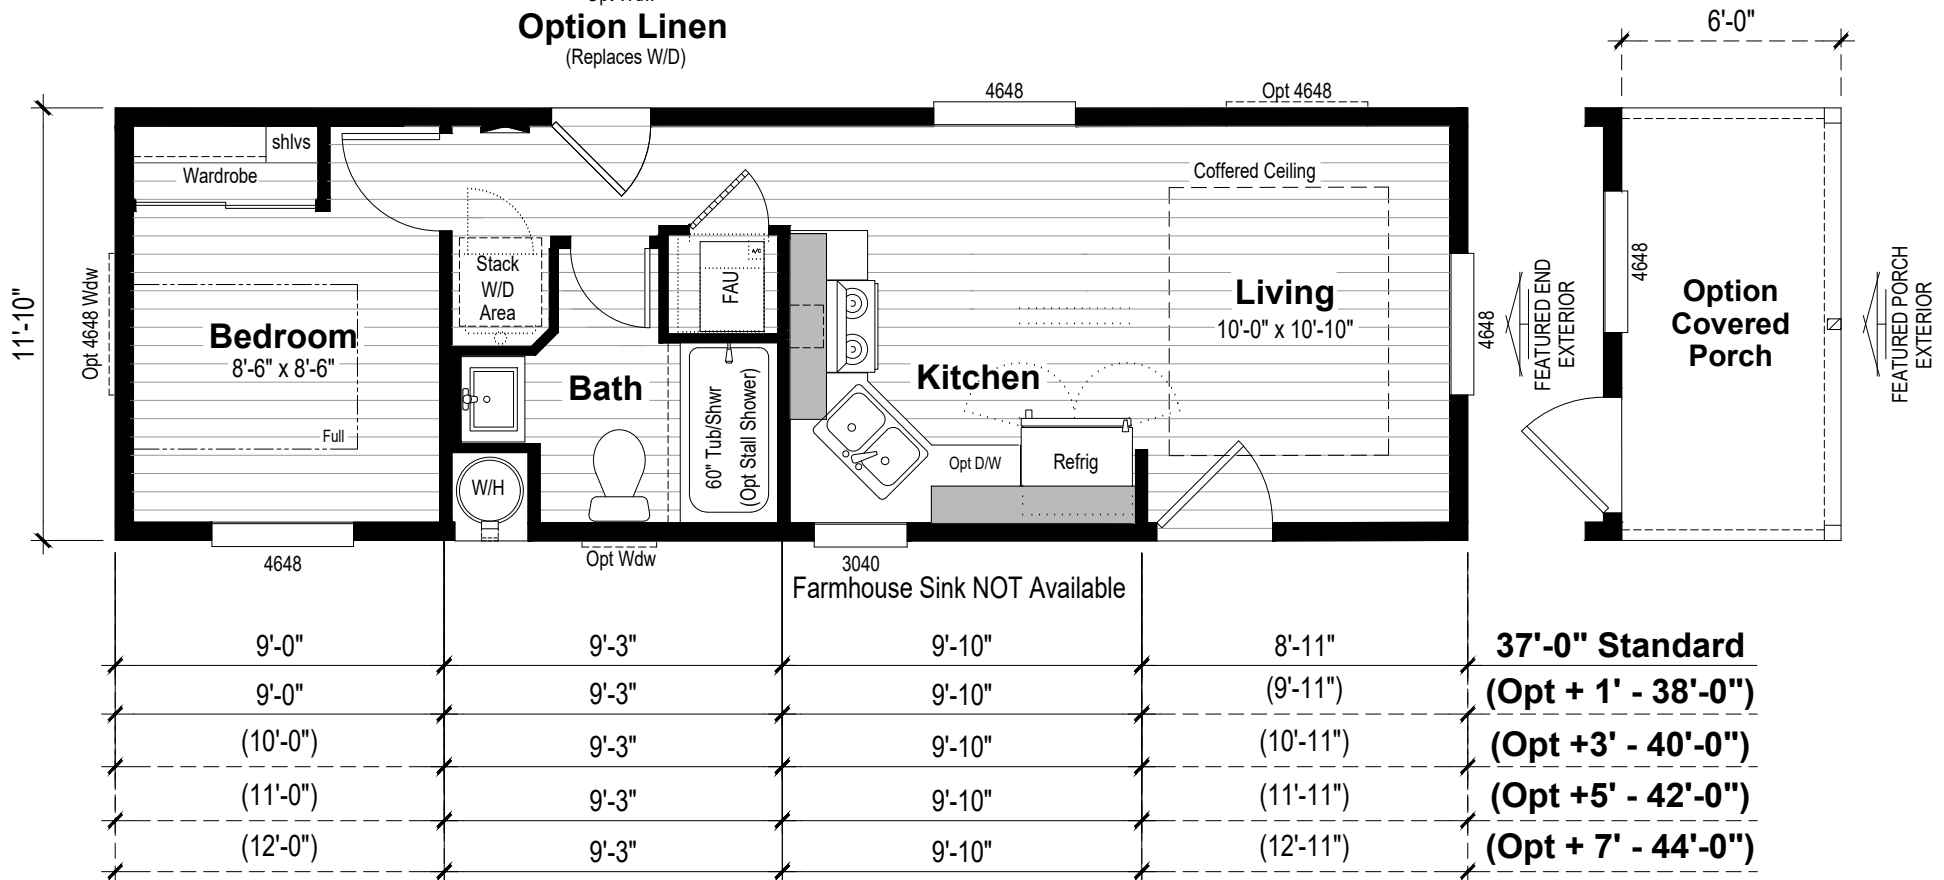 Option Linen
(Replaces W/D)
6'-0"
4648
Opt 4648
shlvs
Wardrobe
Coffered Ceiling
11'-10"
Opt 4648 Wdw
Stack
W/D
Area
FAU
A/C
Bedroom
8'-6" x 8'-6"
Full
Bath
60" Tub/Shwr
(Opt Stall Shower)
W/H
Kitchen
Opt D/W
Refrig
Living
10'-0" x 10'-10"
4648
FEATURED END
EXTERIOR
4648
Option
Covered
Porch
FEATURED PORCH
EXTERIOR
4648
Opt Wdw
3040
Farmhouse Sink NOT Available
9'-0" 9'-3" 9'-10" 8'-11" 37'-0" Standard
9'-0" 9'-3" 9'-10" (9'-11") (Opt + 1' - 38'-0")
(10'-0") 9'-3" 9'-10" (10'-11") (Opt +3' - 40'-0")
(11'-0") 9'-3" 9'-10" (11'-11") (Opt +5' - 42'-0")
(12'-0") 9'-3" 9'-10" (12'-11") (Opt + 7' - 44'-0")